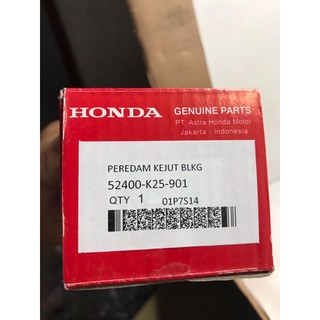 HONDA
GENUINE PARTS
PT. Astra Honda Motor
Jakarta - Indonesia
PEREDAM KEJUT BLKG
52400-K25-901
QTY 1 01P7S14